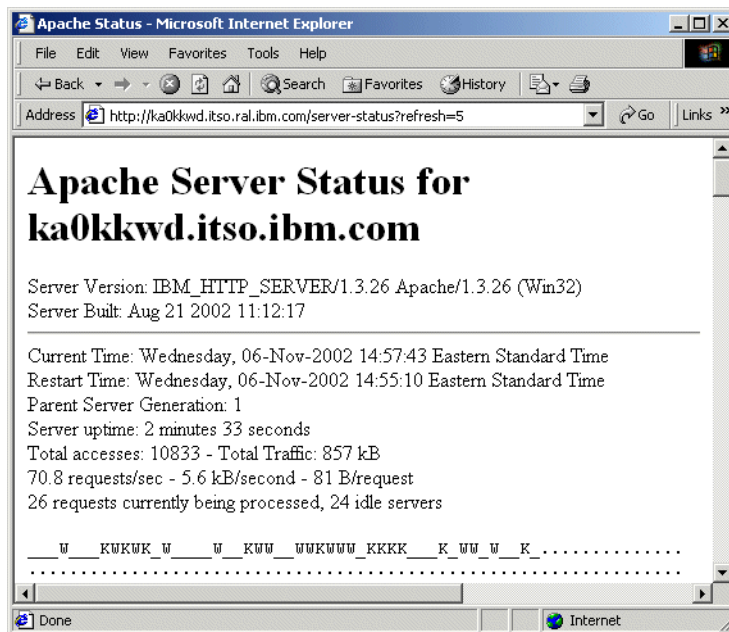 Apache Status - Microsoft Internet Explorer
File Edit View Favorites Tools Help
Back Search Favorites History
Address http://ka0kkwd.itso.ral.ibm.com/server-status?refresh=5 Go Links »
Apache Server Status for
ka0kkwd.itso.ibm.com
Server Version: IBM_HTTP_SERVER/1.3.26 Apache/1.3.26 (Win32)
Server Built: Aug 21 2002 11:12:17
Current Time: Wednesday, 06-Nov-2002 14:57:43 Eastern Standard Time
Restart Time: Wednesday, 06-Nov-2002 14:55:10 Eastern Standard Time
Parent Server Generation: 1
Server uptime: 2 minutes 33 seconds
Total accesses: 10833 - Total Traffic: 857 kB
70.8 requests/sec - 5.6 kB/second - 81 B/request
26 requests currently being processed, 24 idle servers
___W___KWKWK_W____W__KWW__WWKWWW_KKKK___K_WW_W__K_..............
................................................................
Done Internet